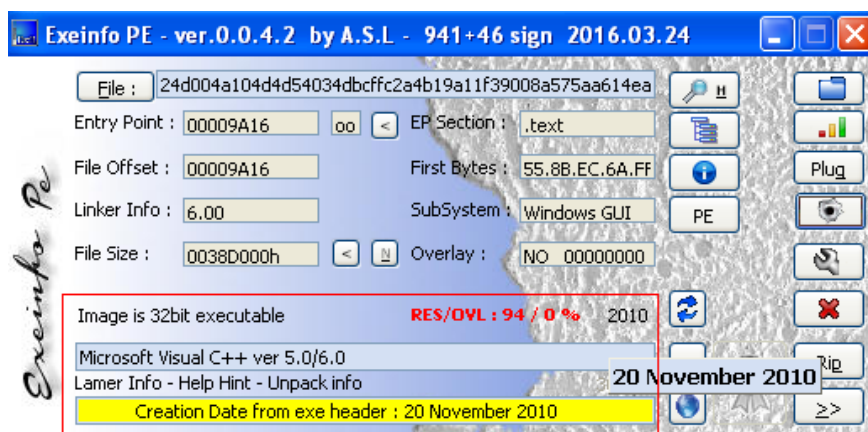 Exeinfo PE - ver.0.0.4.2 by A.S.L - 941+46 sign 2016.03.24
File : 24d004a104d4d54034dbcffc2a4b19a11f39008a575aa614ea
Entry Point : 00009A16 oo < EP Section : .text
File Offset : 00009A16 First Bytes : 55.8B.EC.6A.FF
Linker Info : 6.00 SubSystem : Windows GUI
File Size : 0038D000h < N Overlay : NO 00000000
Image is 32bit executable RES/OVL : 94 / 0 % 2010
Microsoft Visual C++ ver 5.0/6.0
Lamer Info - Help Hint - Unpack info
20 November 2010
Creation Date from exe header : 20 November 2010
Exeinfo Pe
H
PE
Plug
Rip
>>